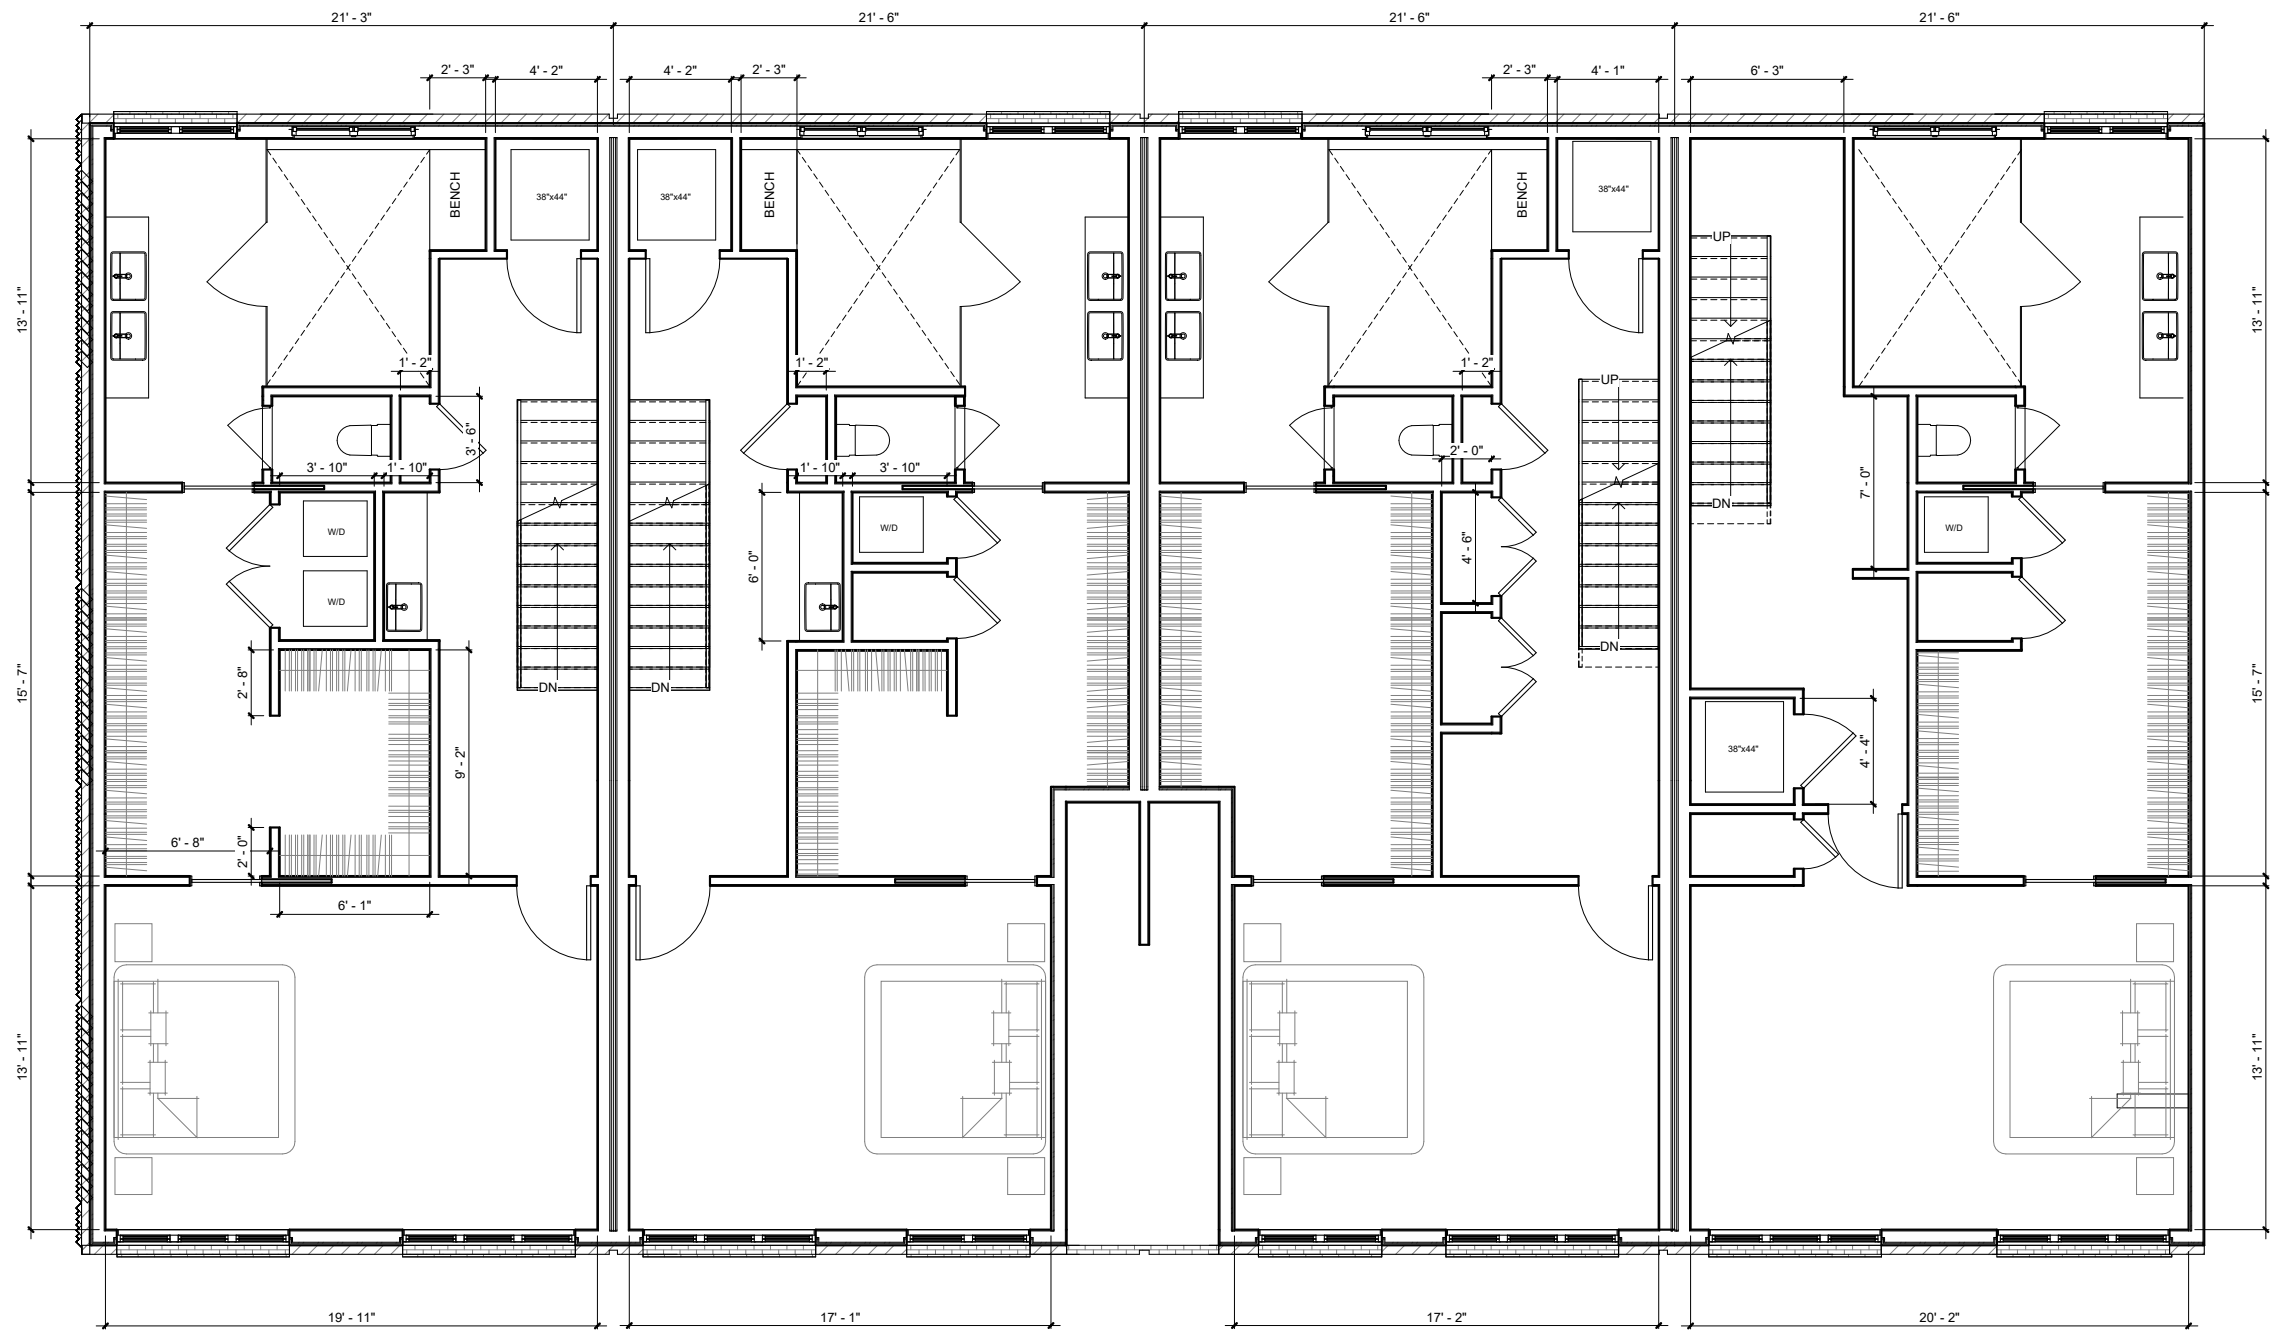 21' - 3"
21' - 6"
21' - 6"
21' - 6"
2' - 3"
4' - 2"
4' - 2"
2' - 3"
2' - 3"
4' - 1"
6' - 3"
BENCH
38"x44"
38"x44"
BENCH
BENCH
38"x44"
UP
13' - 11"
13' - 11"
1' - 2"
1' - 2"
1' - 2"
UP
3' - 6"
3' - 10"
1' - 10"
1' - 10"
3' - 10"
2' - 0"
7' - 0"
DN
W/D
W/D
W/D
W/D
6' - 0"
4' - 6"
DN
15' - 7"
2' - 8"
DN
DN
15' - 7"
9' - 2"
38"x44"
4' - 4"
6' - 8"
2' - 0"
6' - 1"
13' - 11"
13' - 11"
19' - 11"
17' - 1"
17' - 2"
20' - 2"